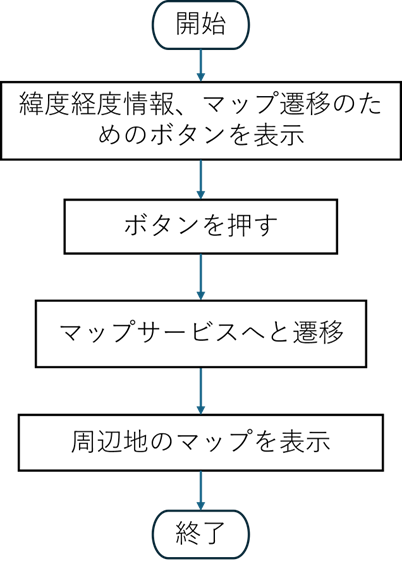 開始
緯度経度情報、マップ遷移のた
めのボタンを表示
ボタンを押す
マップサービスへと遷移
周辺地のマップを表示
終了